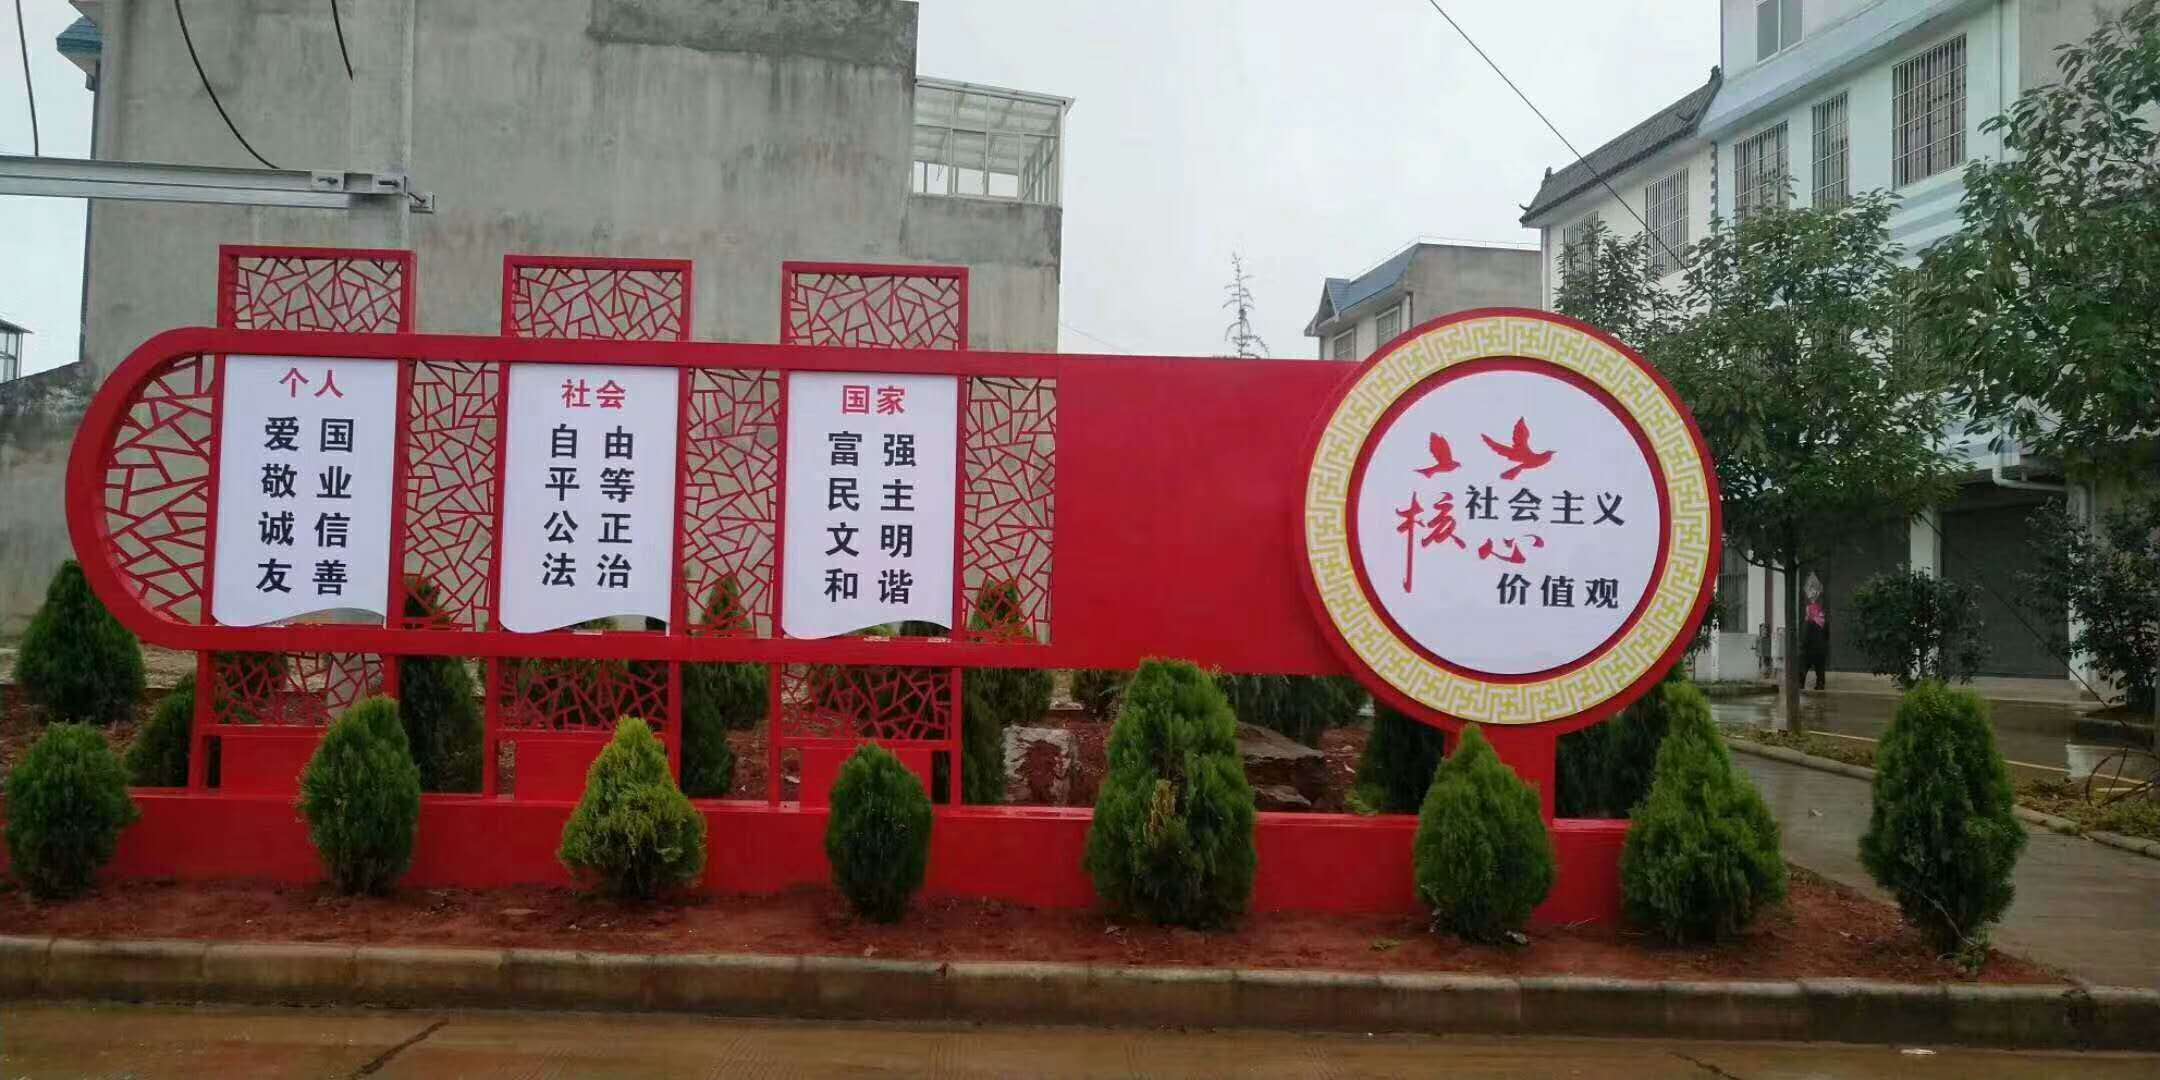 个人
爱国
敬业
诚信
友善
社会
自由
平等
公正
法治
国家
富强
民主
文明
和谐
社会主义
核心
价值观